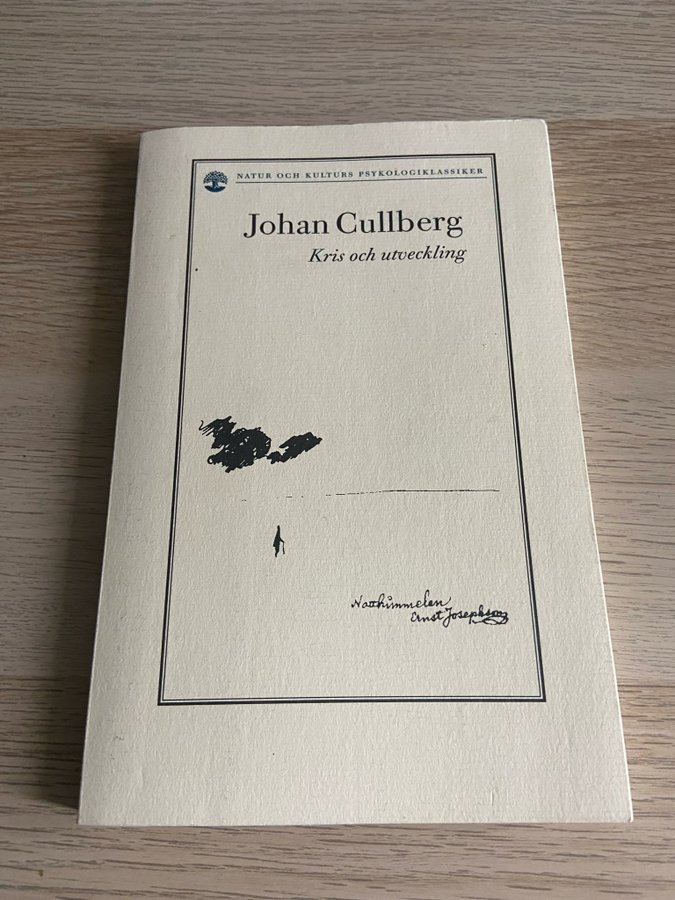 NATUR OCH KULTURS PSYKOLOGIKLASSIKER
Johan Cullberg
Kris och utveckling
Natthimmelen
Ernst Josephson